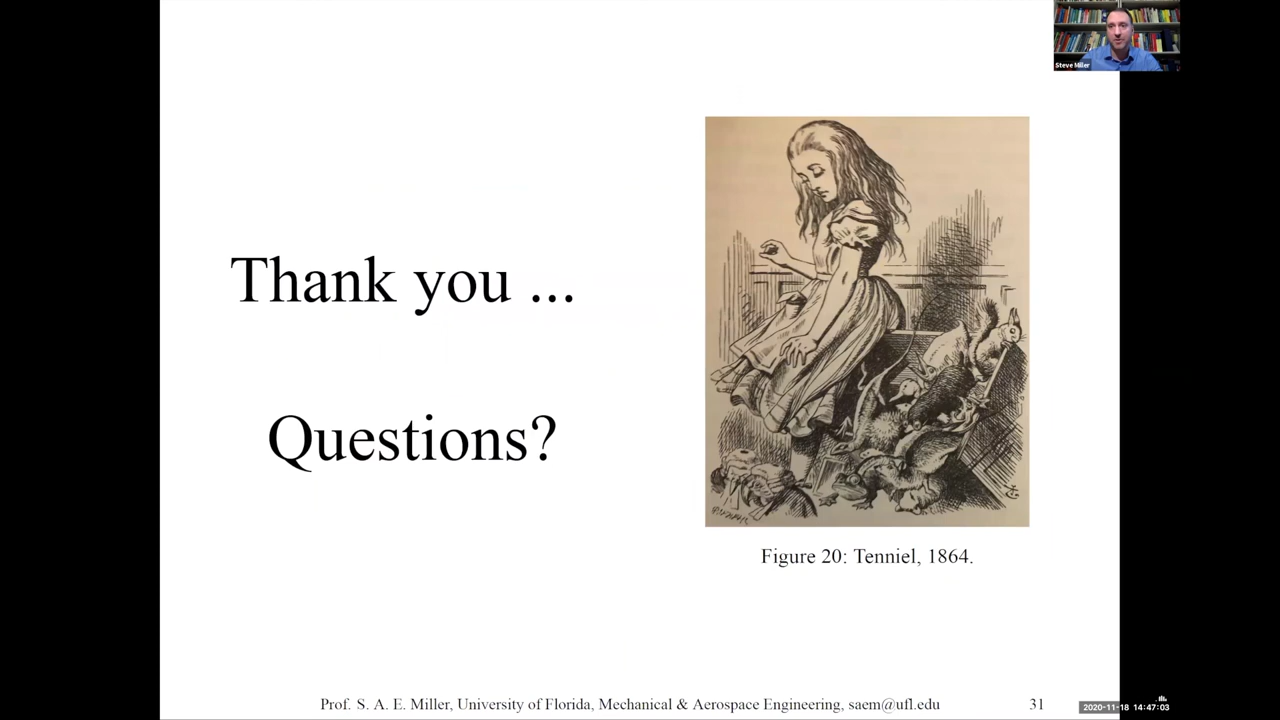 Steve Miller
Thank you ...
Questions?
Figure 20: Tenniel, 1864.
Prof. S. A. E. Miller, University of Florida, Mechanical & Aerospace Engineering, saem@ufl.edu
31
2020-11-18 14:47:03